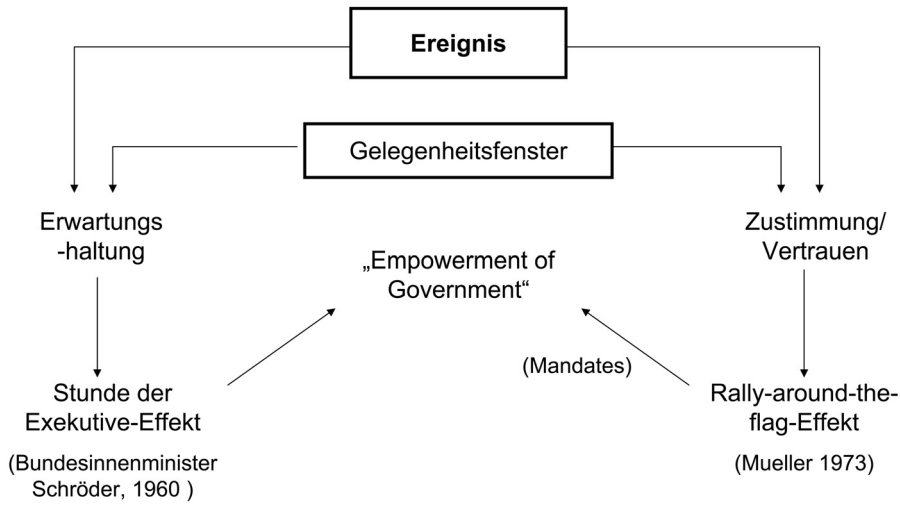 Ereignis
Gelegenheitsfenster
Erwartungs
-haltung
Zustimmung/
Vertrauen
„Empowerment of
Government“
(Mandates)
Stunde der
Exekutive-Effekt
(Bundesinnenminister
Schröder, 1960 )
Rally-around-the-
flag-Effekt
(Mueller 1973)